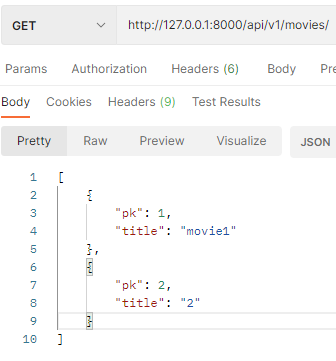 GET http://127.0.0.1:8000/api/v1/movies/
Params Authorization Headers (6) Body
Body Cookies Headers (9) Test Results
Pretty Raw Preview Visualize JSON
1 [
2 {
3 "pk": 1,
4 "title": "movie1"
5 },
6 {
7 "pk": 2,
8 "title": "2"
9 }
10 ]